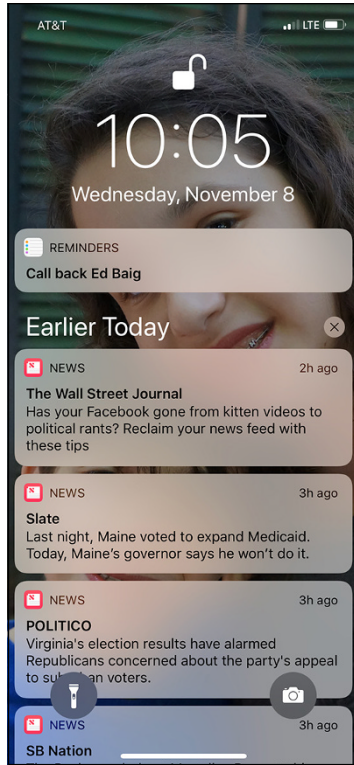 AT&T LTE
10:05
Wednesday, November 8
REMINDERS
Call back Ed Baig
Earlier Today
NEWS 2h ago
The Wall Street Journal
Has your Facebook gone from kitten videos to
political rants? Reclaim your news feed with
these tips
NEWS 3h ago
Slate
Last night, Maine voted to expand Medicaid.
Today, Maine's governor says he won't do it.
NEWS 3h ago
POLITICO
Virginia's election results have alarmed
Republicans concerned about the party's appeal
to voters.
NEWS 3h ago
SB Nation